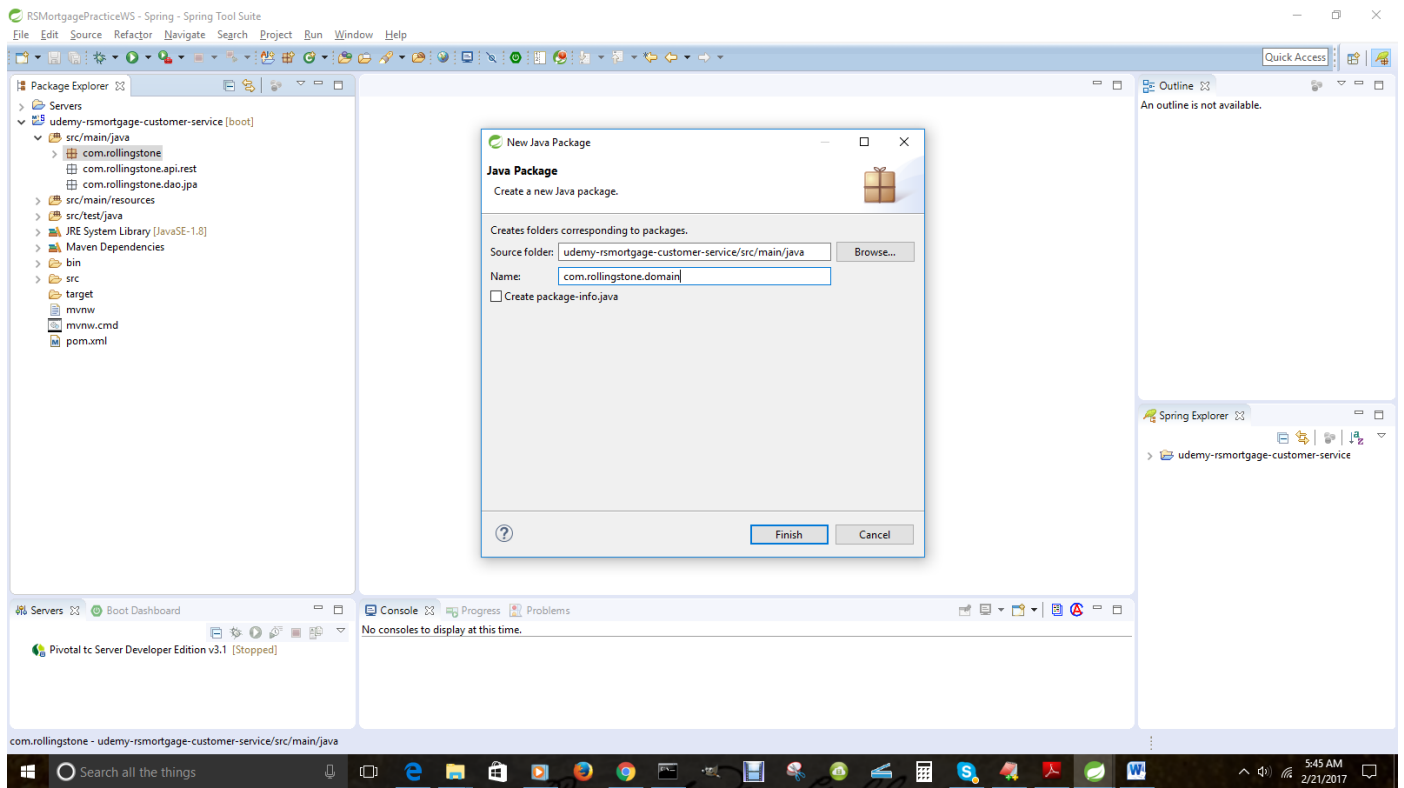 RSMortgagePracticeWS - Spring - Spring Tool Suite
File Edit Source Refactor Navigate Search Project Run Window Help
Quick Access
Package Explorer
Servers
udemy-rsmortgage-customer-service [boot]
src/main/java
com.rollingstone
com.rollingstone.api.rest
com.rollingstone.dao.jpa
src/main/resources
src/test/java
JRE System Library [JavaSE-1.8]
Maven Dependencies
bin
src
target
mvnw
mvnw.cmd
pom.xml
New Java Package
Java Package
Create a new Java package.
Creates folders corresponding to packages.
Source folder: udemy-rsmortgage-customer-service/src/main/java Browse...
Name: com.rollingstone.domain
Create package-info.java
Finish Cancel
Outline
An outline is not available.
Spring Explorer
udemy-rsmortgage-customer-service
Servers Boot Dashboard
Pivotal tc Server Developer Edition v3.1 [Stopped]
Console Progress Problems
No consoles to display at this time.
com.rollingstone - udemy-rsmortgage-customer-service/src/main/java
Search all the things
5:45 AM
2/21/2017